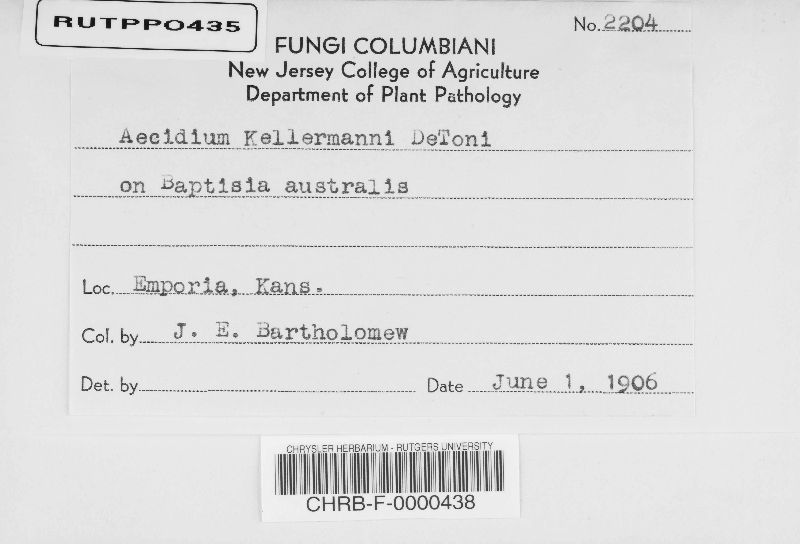 RUTPP0435
No. 2204
FUNGI COLUMBIANI
New Jersey College of Agriculture
Department of Plant Pathology
Aecidium Kellermanni DeToni
on Baptisia australis
Loc. Emporia, Kans.
Col. by J. E. Bartholomew
Det. by
Date June 1, 1906
CHRYSLER HERBARIUM - RUTGERS UNIVERSITY
CHRB-F-0000438